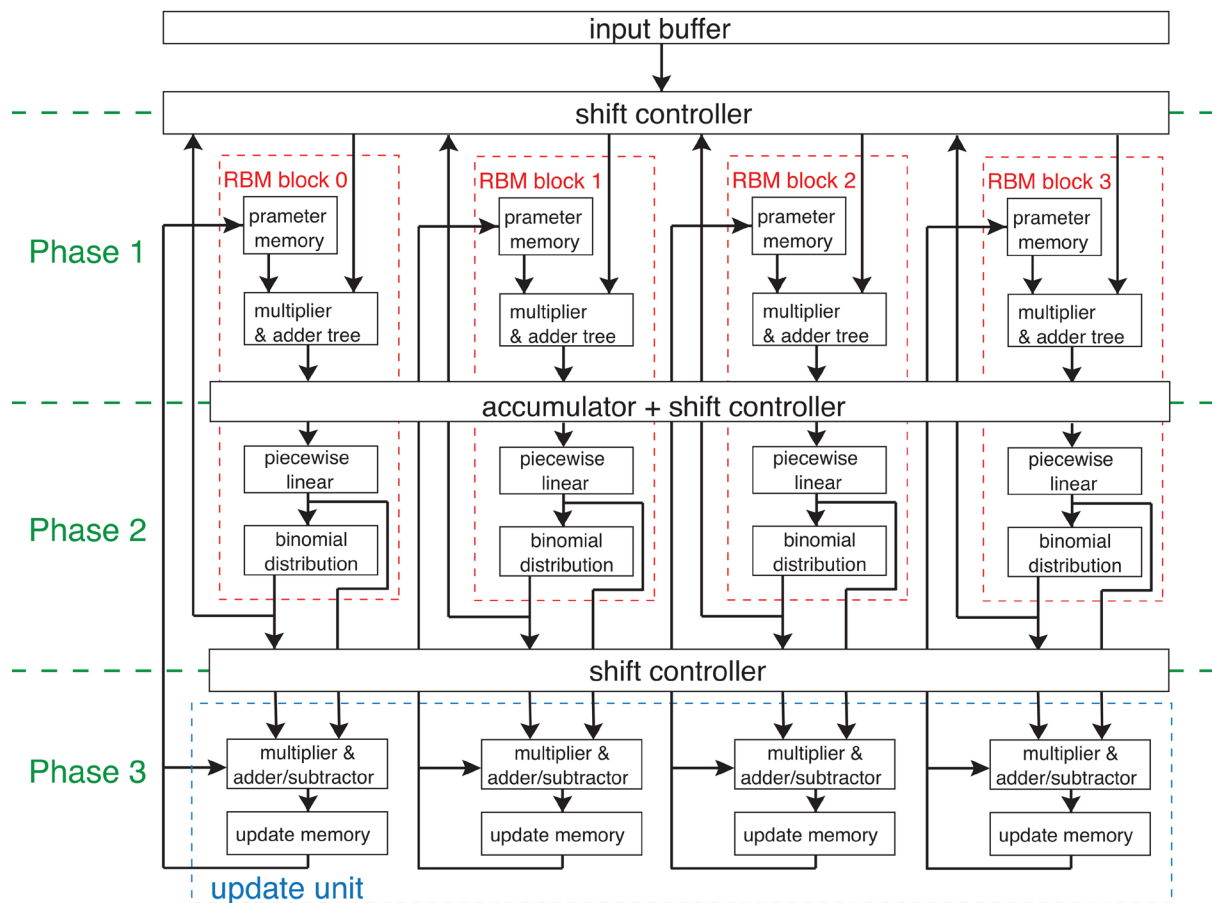 input buffer
shift controller
RBM block 0
RBM block 1
RBM block 2
RBM block 3
Phase 1
prameter
memory
prameter
memory
prameter
memory
prameter
memory
multiplier
& adder tree
multiplier
& adder tree
multiplier
& adder tree
multiplier
& adder tree
accumulator + shift controller
Phase 2
piecewise
linear
piecewise
linear
piecewise
linear
piecewise
linear
binomial
distribution
binomial
distribution
binomial
distribution
binomial
distribution
shift controller
Phase 3
multiplier &
adder/subtractor
multiplier &
adder/subtractor
multiplier &
adder/subtractor
multiplier &
adder/subtractor
update memory
update memory
update memory
update memory
update unit